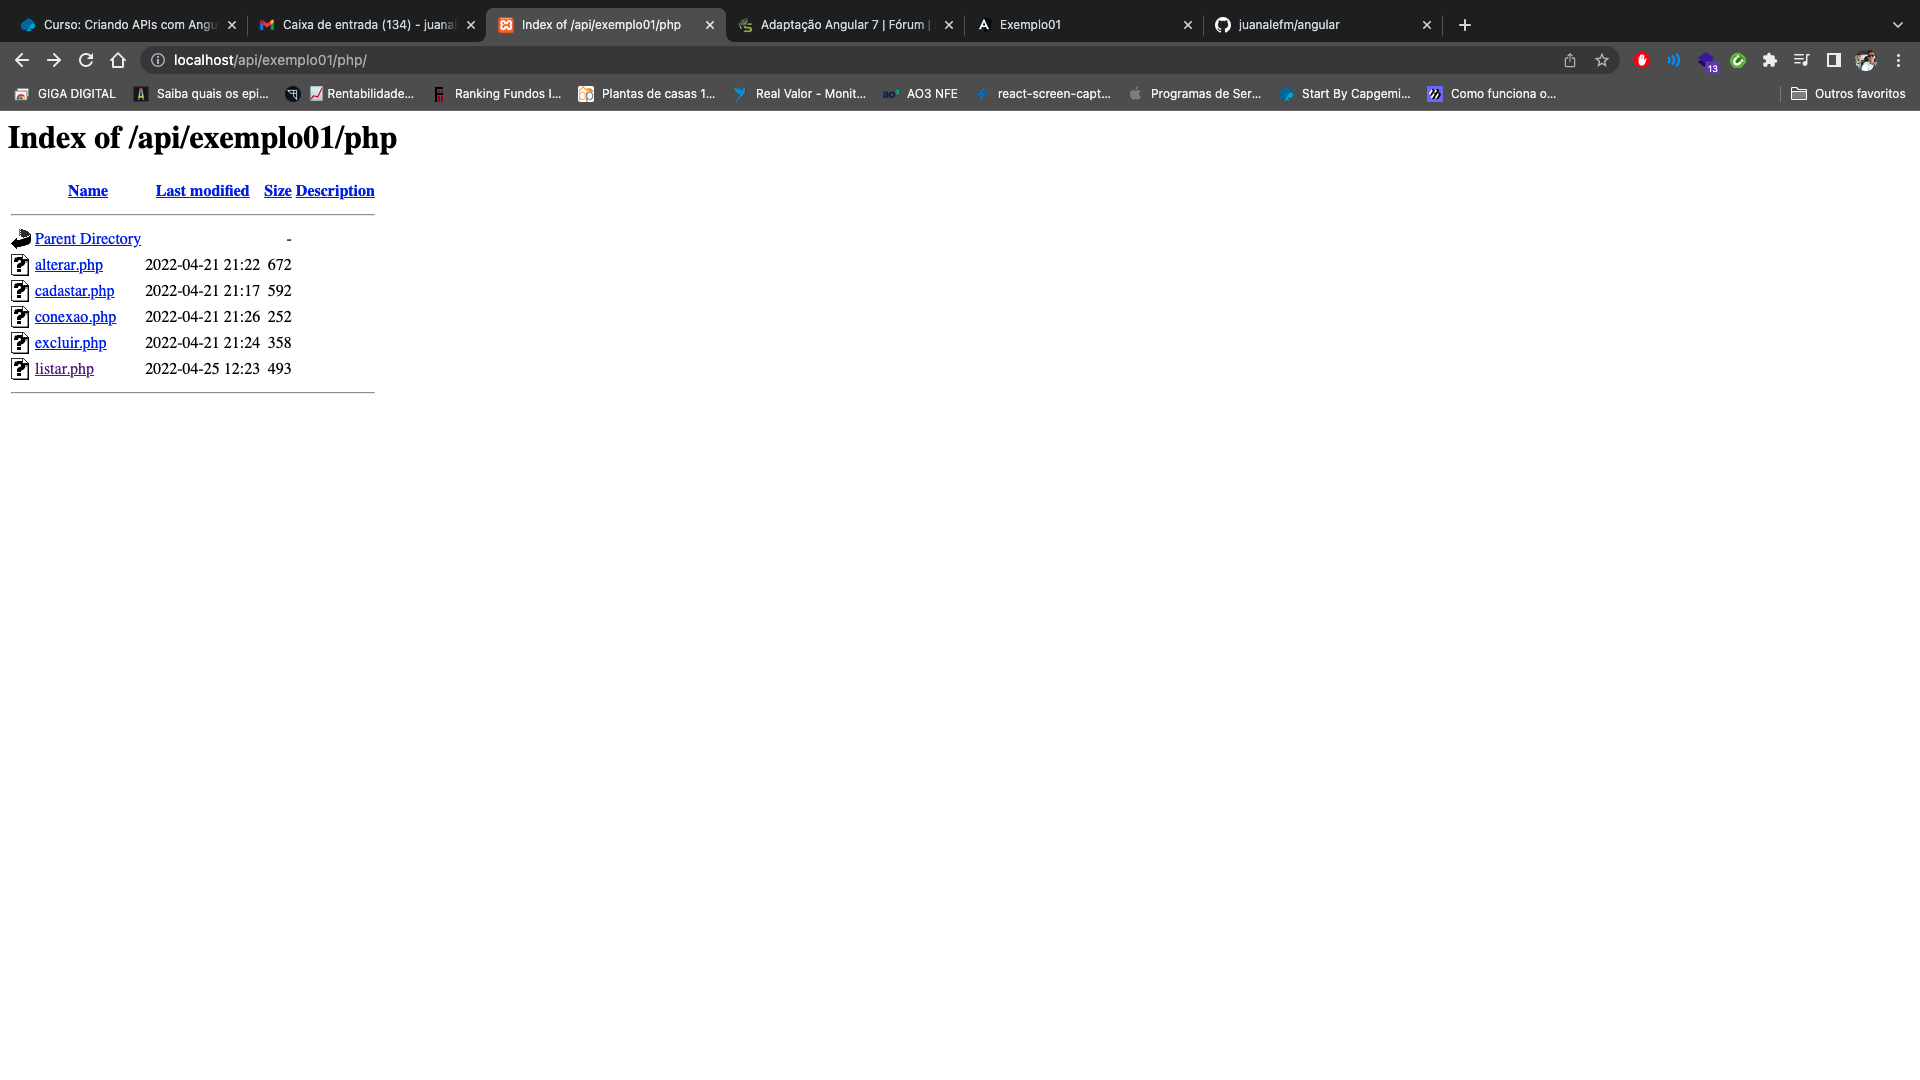 Curso: Criando APIs com Angu
Caixa de entrada (134) - juanal
Index of /api/exemplo01/php
Adaptação Angular 7 | Fórum |
Exemplo01
juanalefm/angular
localhost/api/exemplo01/php/
13
GIGA DIGITAL
Saiba quais os epi...
Rentabilidade...
Ranking Fundos I...
Plantas de casas 1...
Real Valor - Monit...
AO3 NFE
react-screen-capt...
Programas de Ser...
Start By Capgemi...
Como funciona o...
Outros favoritos
Index of /api/exemplo01/php
Name Last modified Size Description
Parent Directory -
alterar.php 2022-04-21 21:22 672
cadastar.php 2022-04-21 21:17 592
conexao.php 2022-04-21 21:26 252
excluir.php 2022-04-21 21:24 358
listar.php 2022-04-25 12:23 493